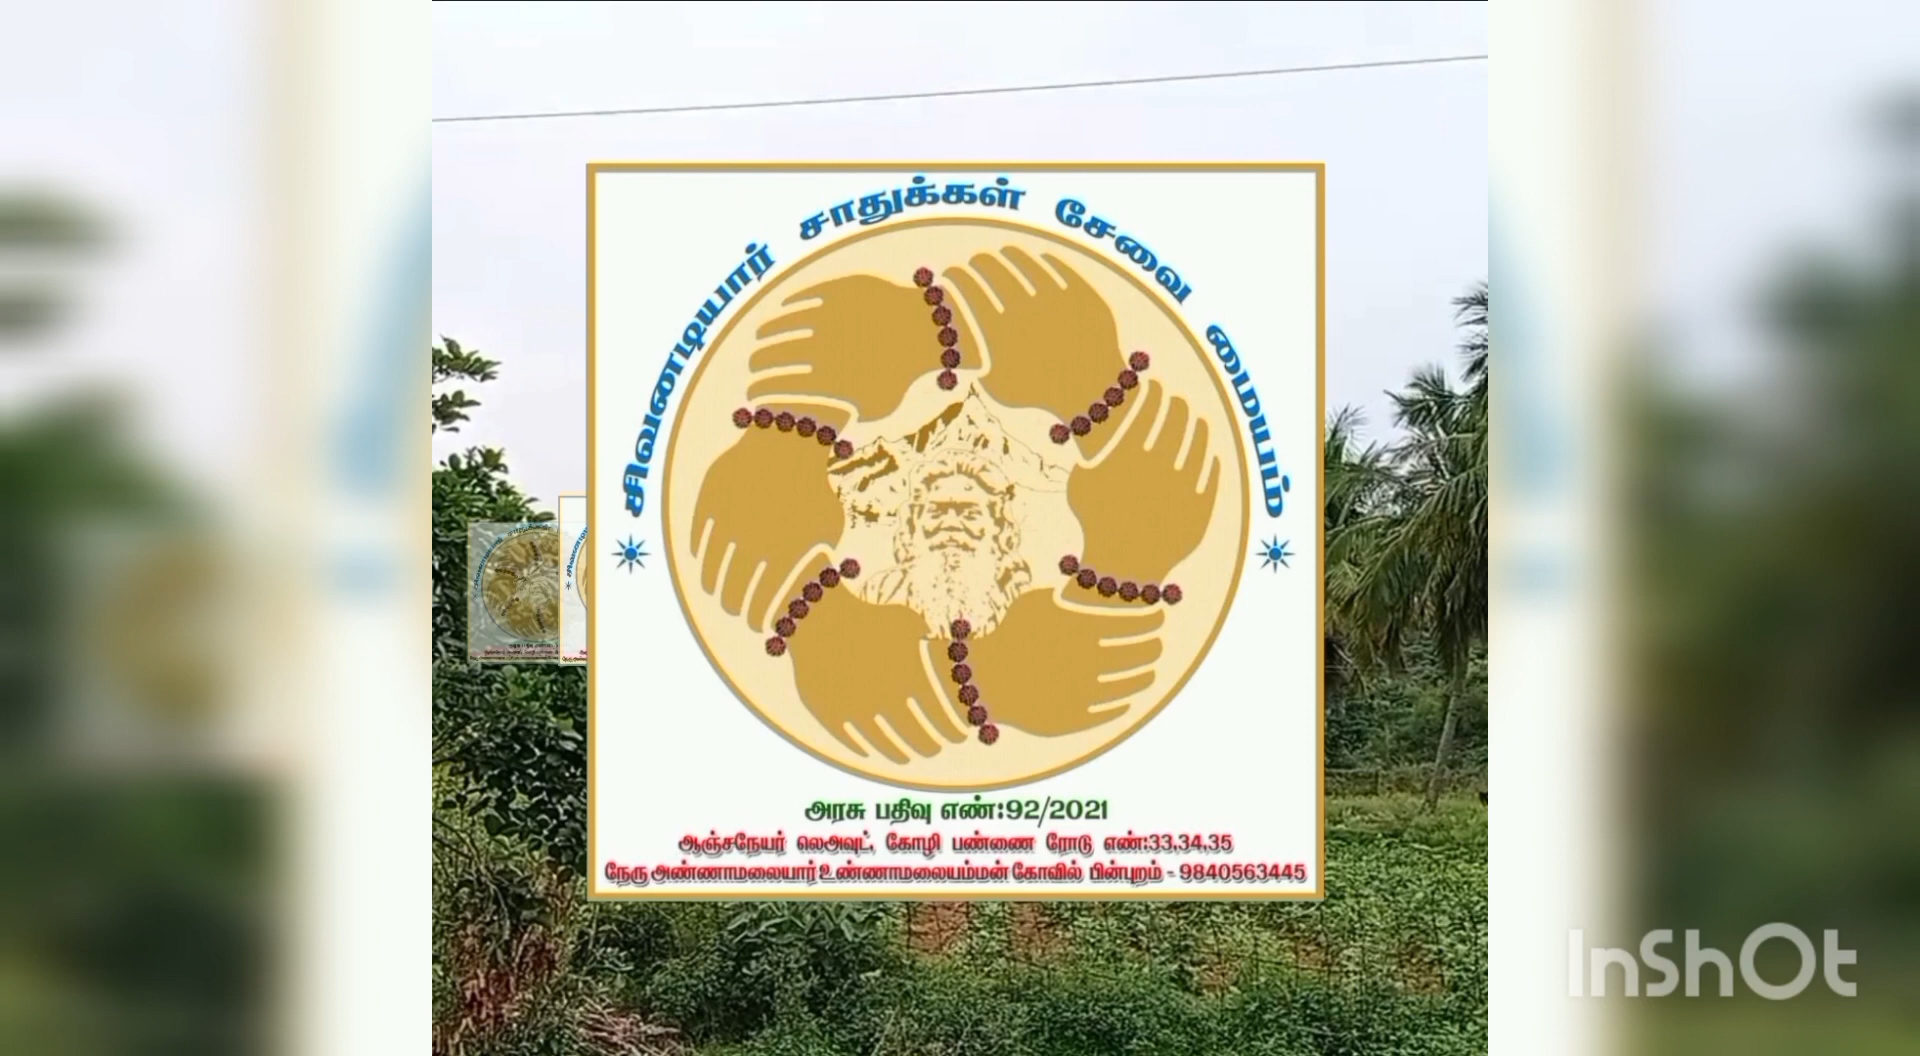 சிவனடியார் சாதுக்கள் சேவை மையம்
அரசு பதிவு எண்:92/2021
ஆஞ்சநேயர் லெஅவுட், கோழி பண்ணை ரோடு எண்:33,34,35
நேரு அண்ணாமலையார் உண்ணாமலையம்மன் கோவில் பின்புறம் - 9840563445
InShOt